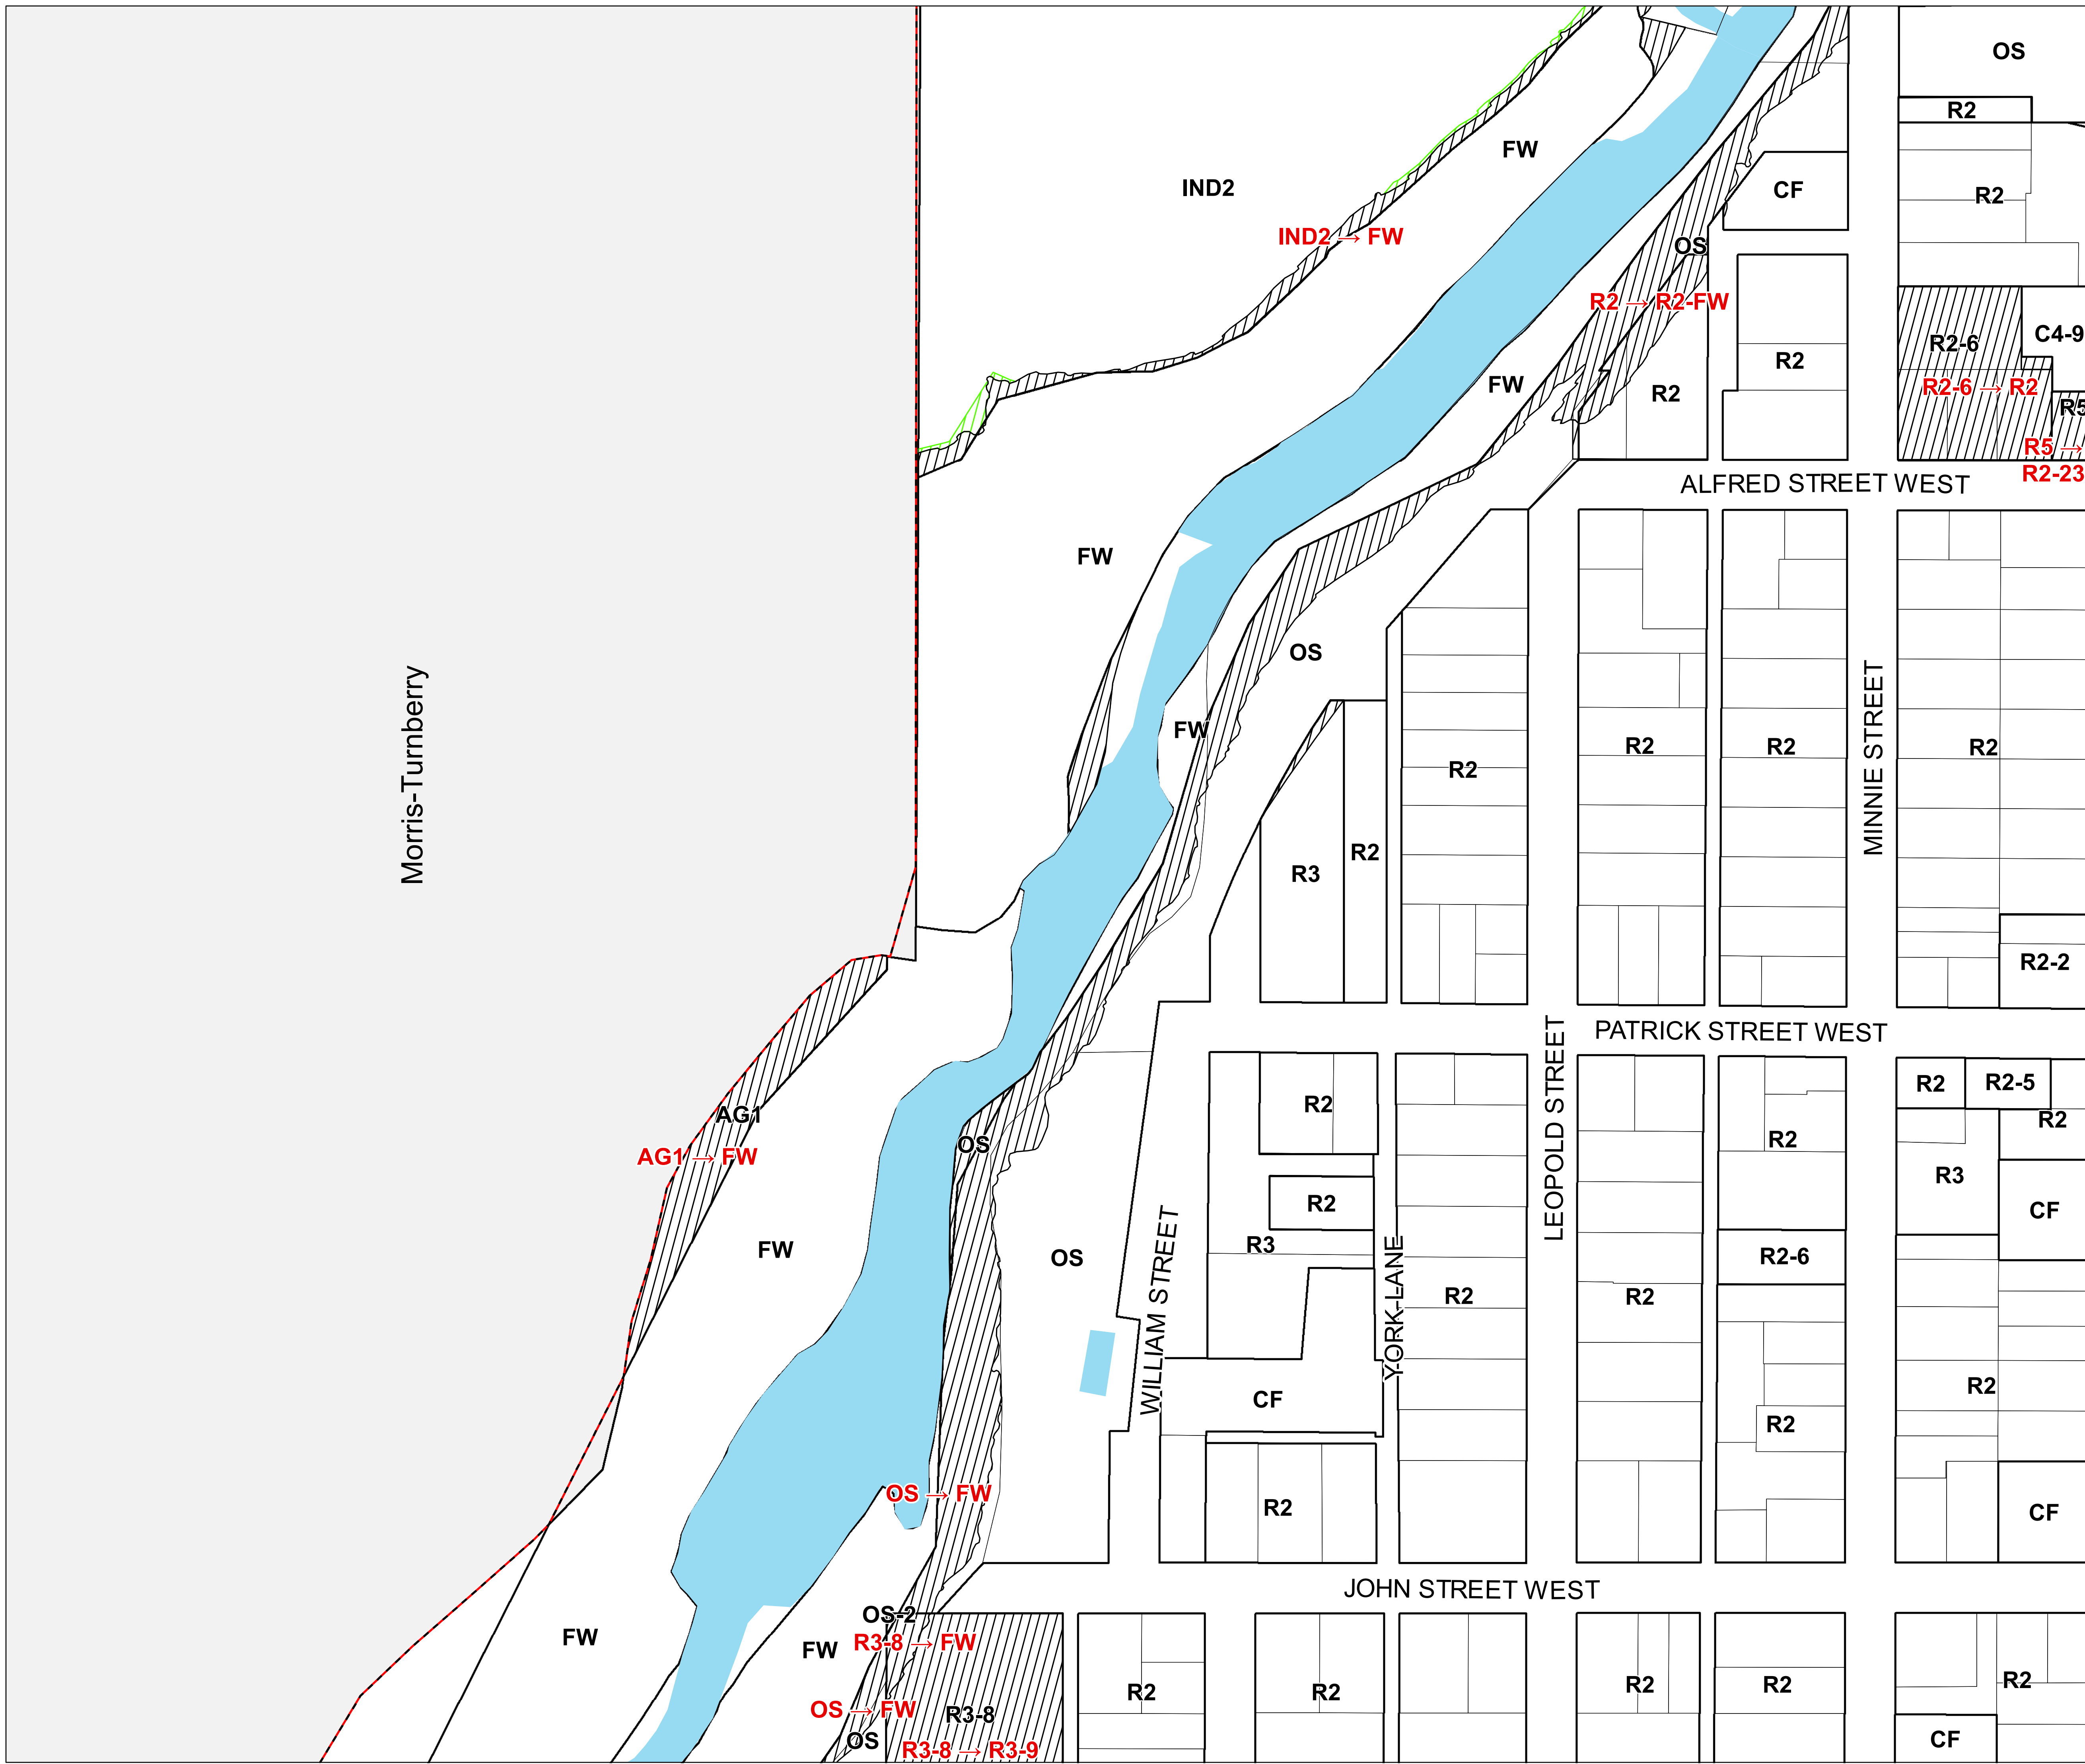 OS
R2
FW
IND2
CF
R2
IND2 → FW
OS
R2 → R2-FW
C4-9
R2-6
R2
FW
R2-6 → R2
R2
R5
R5 →
R2-23
ALFRED STREET WEST
FW
OS
FW
Morris-Turnberry
MINNIE STREET
R2
R2
R2
R2
R2
R3
R2-2
PATRICK STREET WEST
LEOPOLD STREET
R2
R2-5
R2
AG1
R2
R2
OS
AG1 → FW
R3
R2
CF
FW
R3
OS
R2-6
WILLIAM STREET
YORK LANE
R2
R2
R2
CF
R2
OS → FW
R2
CF
JOHN STREET WEST
OS-2
FW
R3-8 → FW
FW
R2
R2
R2
R2
R2
OS → FW
R3-8
OS
CF
R3-8 → R3-9